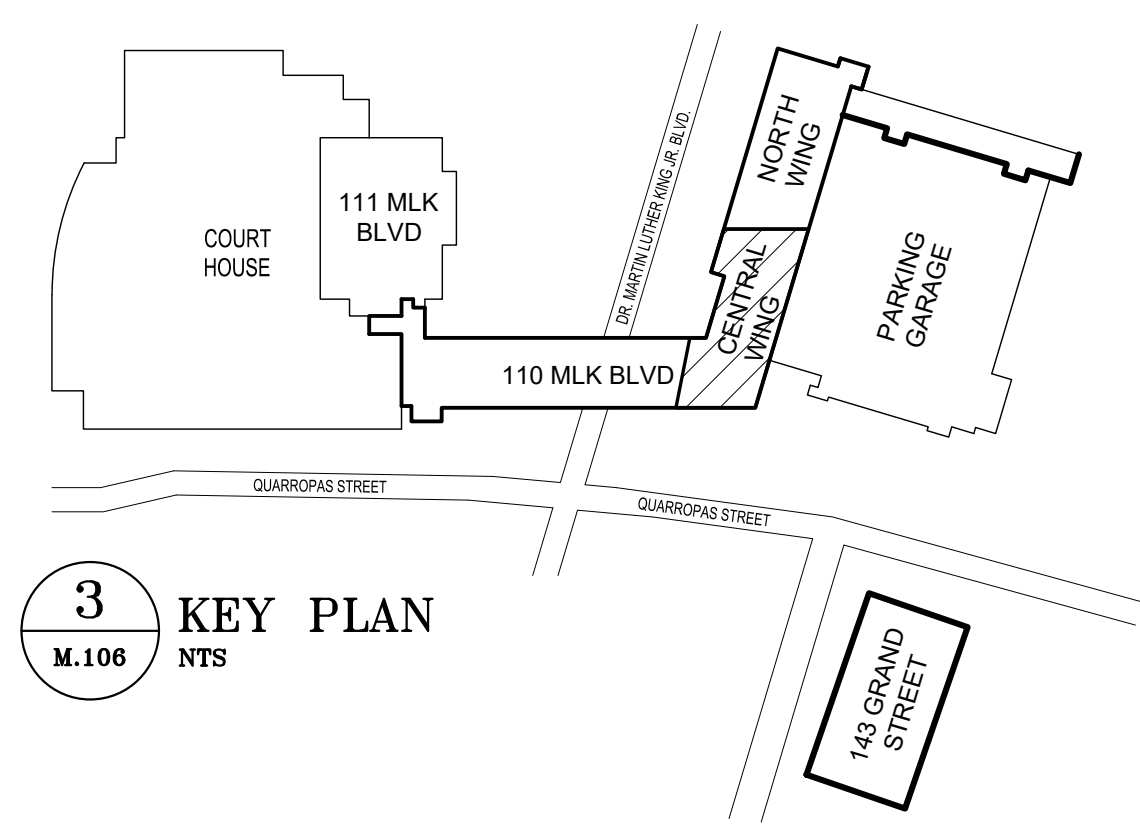 COURT
HOUSE
111 MLK
BLVD
DR. MARTIN LUTHER KING JR. BLVD.
NORTH
WING
CENTRAL
WING
PARKING
GARAGE
110 MLK BLVD
QUARROPAS STREET
QUARROPAS STREET
3
M.106
KEY PLAN
NTS
143 GRAND
STREET